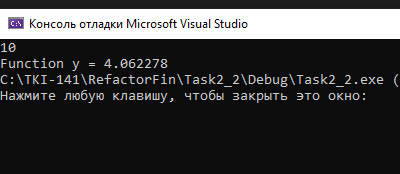 Консоль отладки Microsoft Visual Studio
10
Function y = 4.062278
C:\TKI-141\RefactorFin\Task2_2\Debug\Task2_2.exe (
Нажмите любую клавишу, чтобы закрыть это окно: